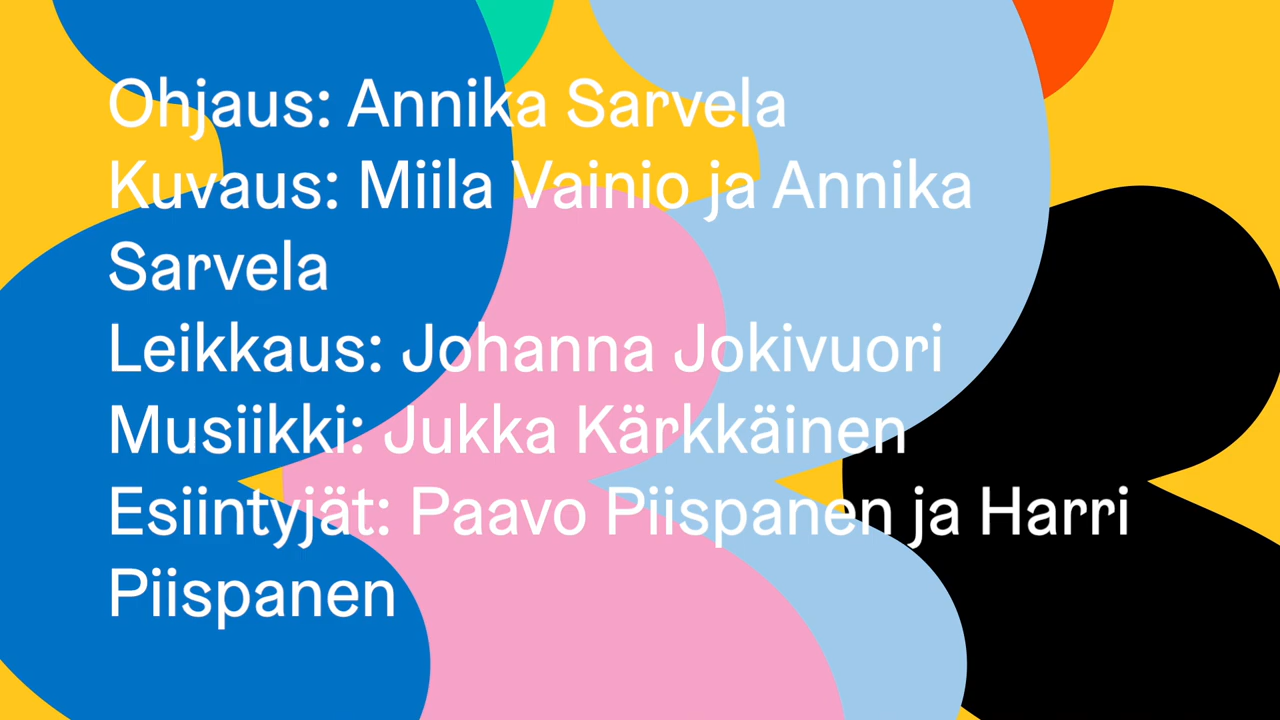 Ohjaus: Annika Sarvela
Kuvaus: Miila Vainio ja Annika
Sarvela
Leikkaus: Johanna Jokivuori
Musiikki: Jukka Kärkkäinen
Esiintyjät: Paavo Piispanen ja Harri
Piispanen